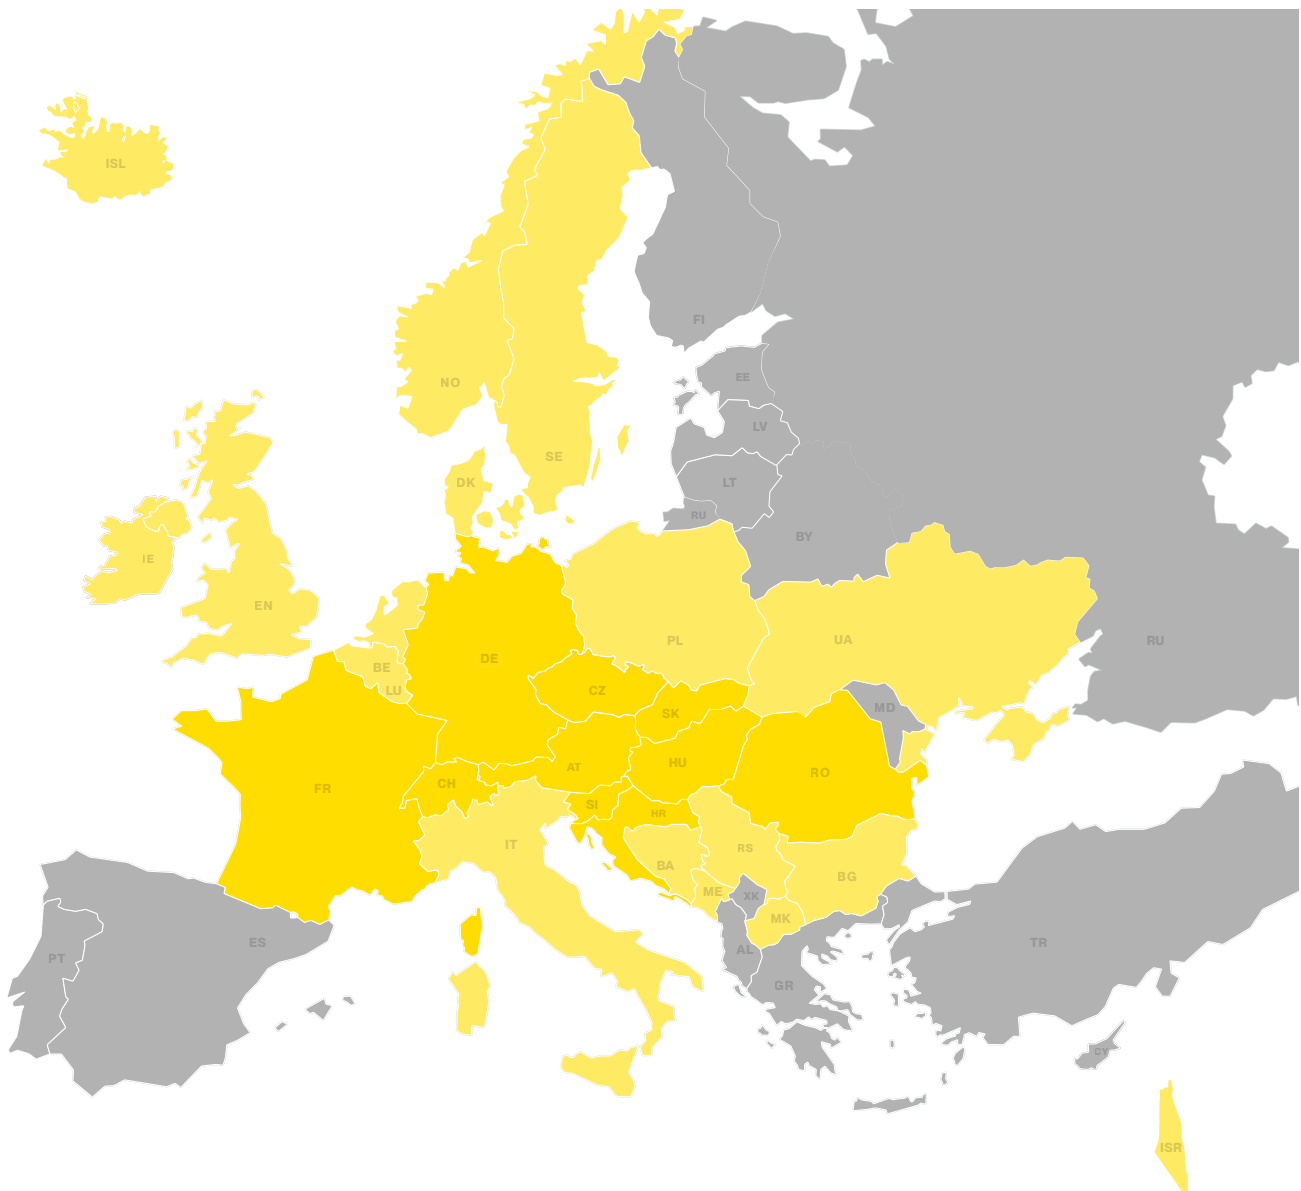 ISL
FI
EE
NO
LV
SE
DK
LT
RU
BY
IE
EN
PL
UA
RU
DE
BE
LU
CZ
MD
SK
HU
AT
RO
CH
FR
SI
HR
IT
RS
BA
BG
ME
XK
MK
ES
TR
AL
PT
GR
CY
ISR